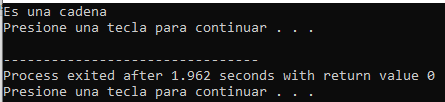 Es una cadena
Presione una tecla para continuar . . .
--------------------------------
Process exited after 1.962 seconds with return value 0
Presione una tecla para continuar . . .